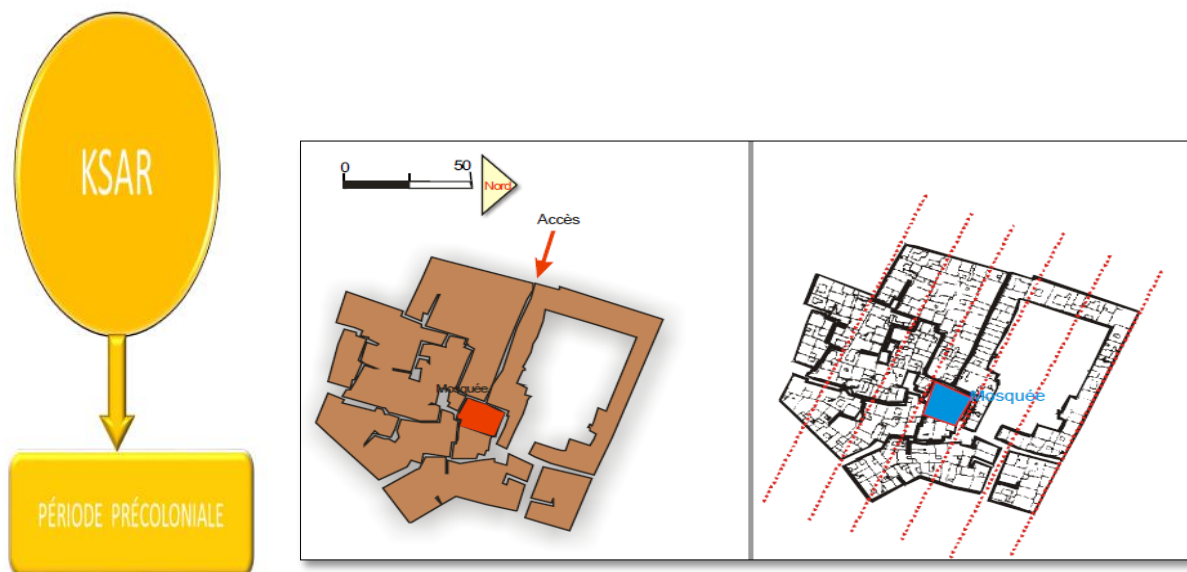 KSAR
PÉRIODE PRÉCOLONIALE
0 50
Nord
Accès
Mosquée
Mosquée